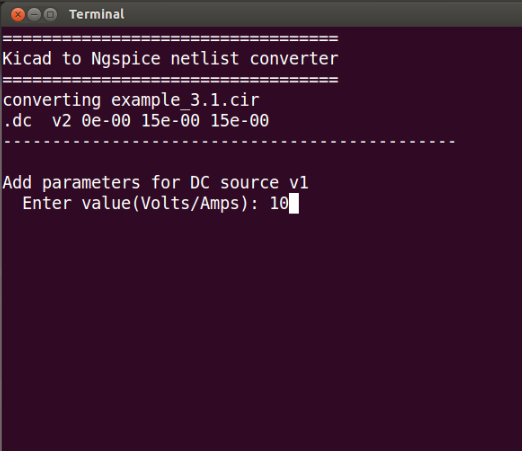 Terminal
==================================
Kicad to Ngspice netlist converter
==================================
converting example_3.1.cir
.dc  v2 0e-00 15e-00 15e-00
----------------------------------------------
Add parameters for DC source v1
  Enter value(Volts/Amps): 10